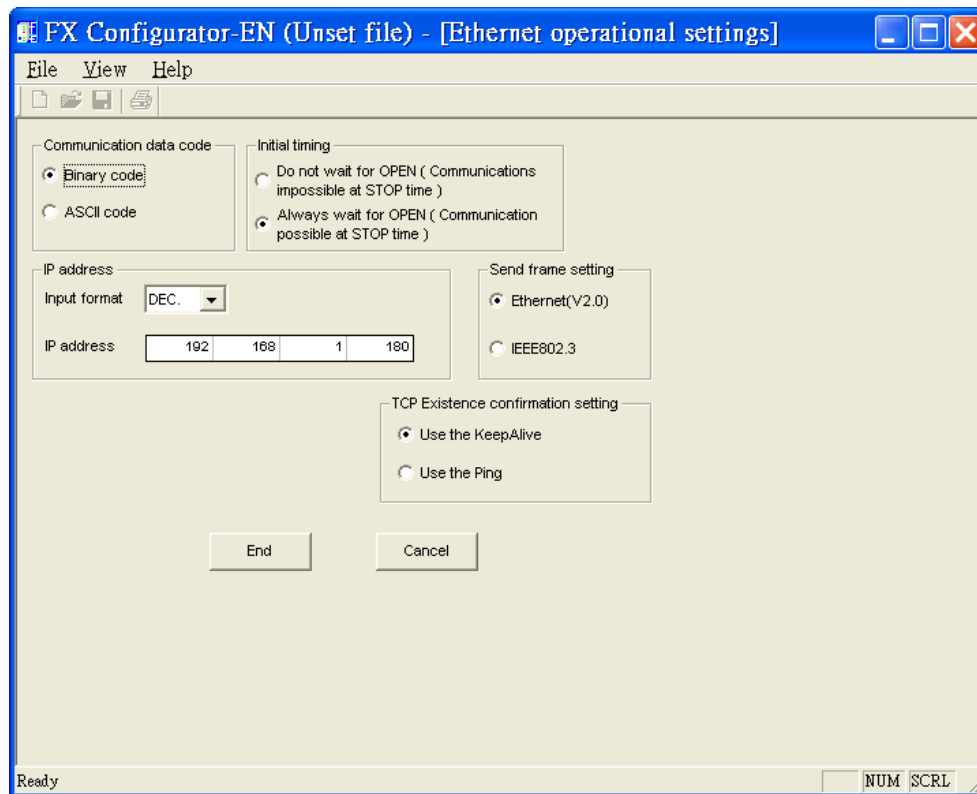 FX Configurator-EN (Unset file) - [Ethernet operational settings]
File View Help
Communication data code
Binary code
ASCII code
Initial timing
Do not wait for OPEN ( Communications
impossible at STOP time )
Always wait for OPEN ( Communication
possible at STOP time )
IP address
Input format DEC.
IP address 192 168 1 180
Send frame setting
Ethernet(V2.0)
IEEE802.3
TCP Existence confirmation setting
Use the KeepAlive
Use the Ping
End Cancel
Ready NUM SCRL